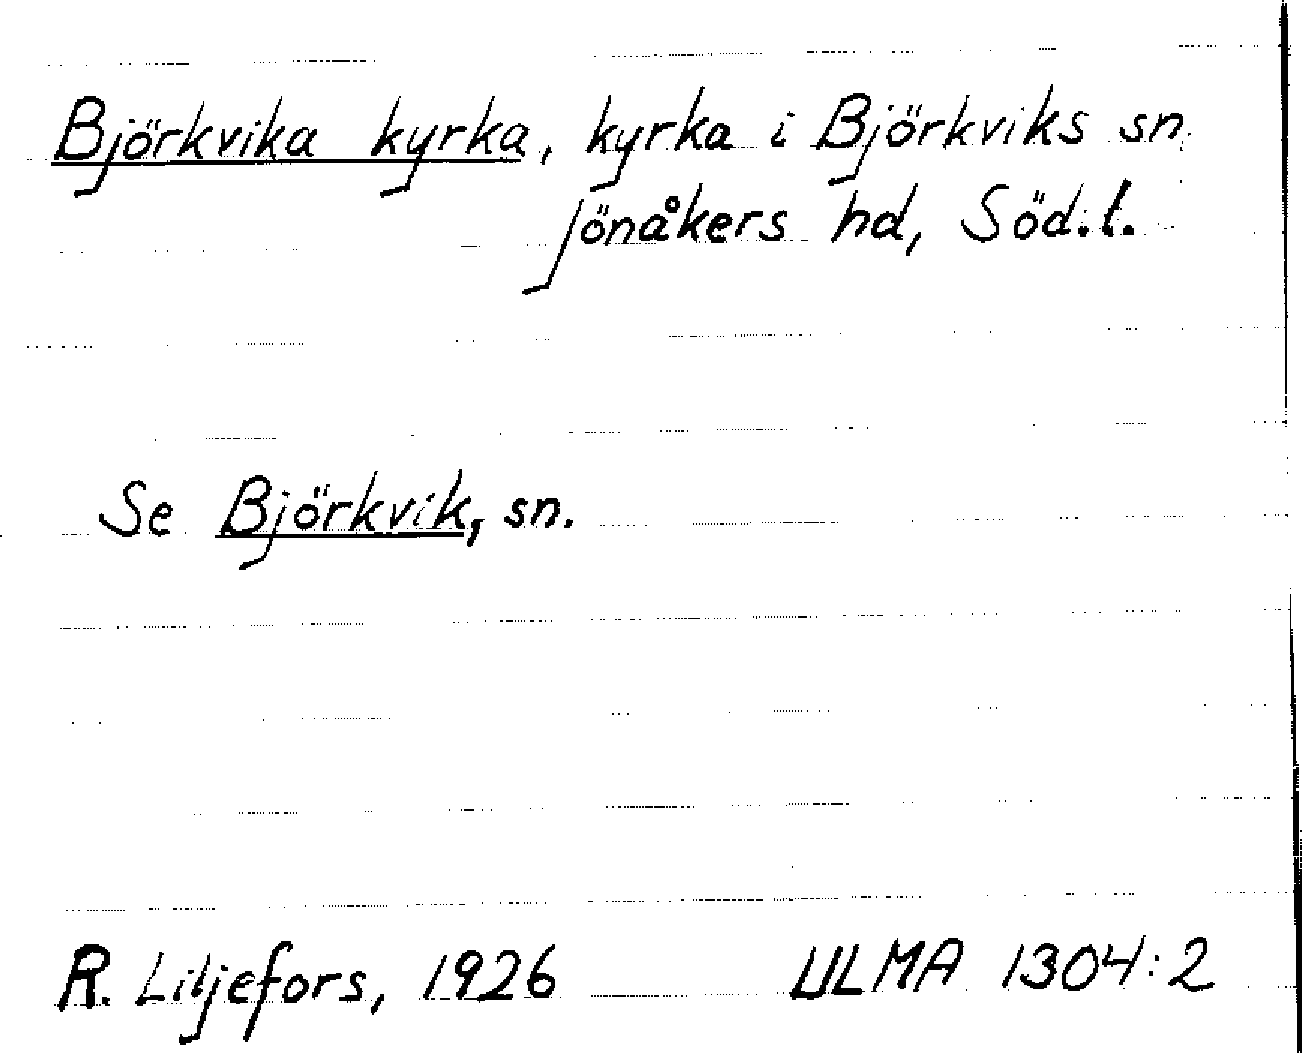 Björkvika kyrka, kyrka i Björkviks sn
Jönåkers hd, Söd.l.
Se Björkvik, sn.
R. Liljefors, 1926 ULMA 1304:2